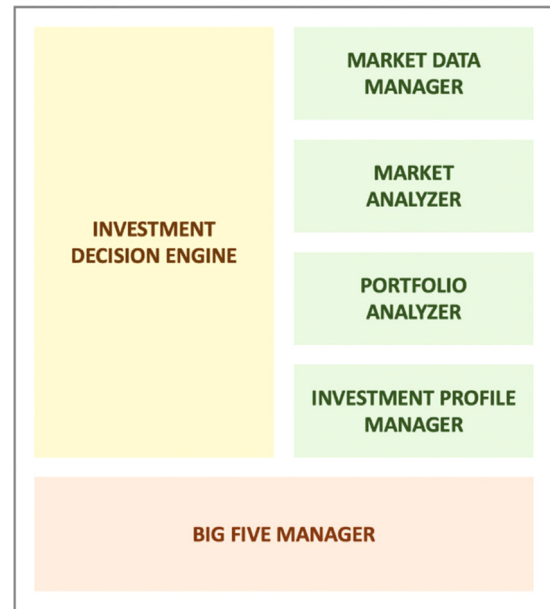 INVESTMENT
DECISION ENGINE
MARKET DATA
MANAGER
MARKET
ANALYZER
PORTFOLIO
ANALYZER
INVESTMENT PROFILE
MANAGER
BIG FIVE MANAGER